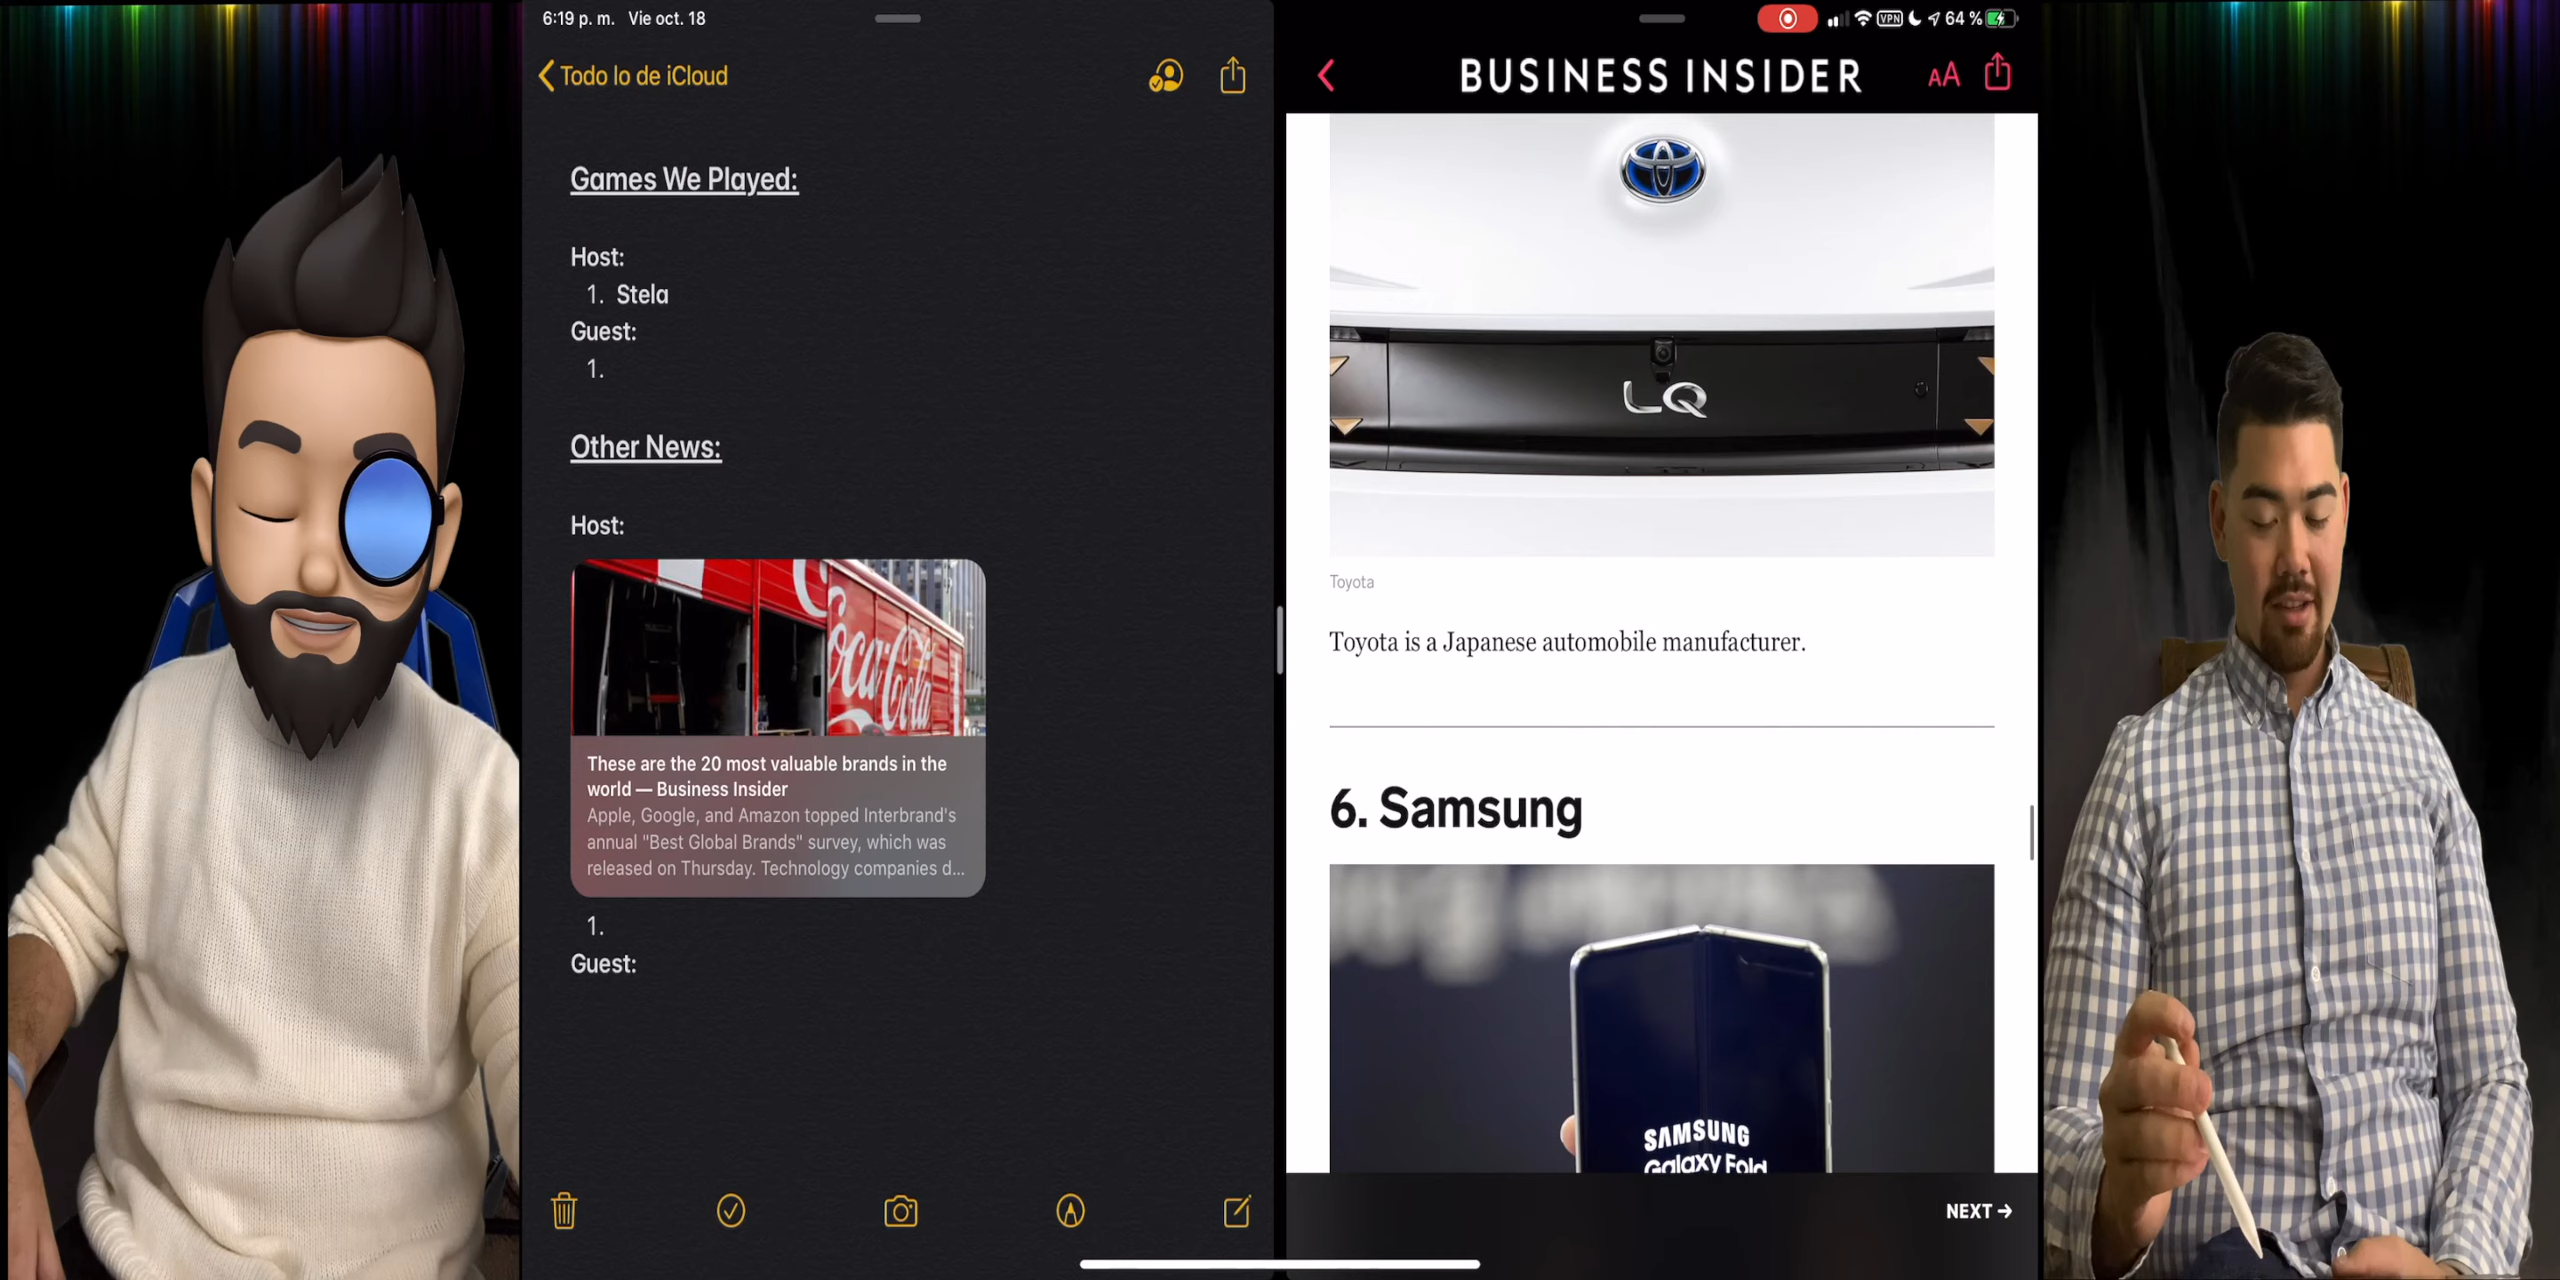 6:19 p. m. Vie oct. 18
Todo lo de iCloud
Games We Played:
Host:
1. Stela
Guest:
1.
Other News:
Host:
Coca-Cola
These are the 20 most valuable brands in the
world — Business Insider
Apple, Google, and Amazon topped Interbrand's
annual "Best Global Brands" survey, which was
released on Thursday. Technology companies d...
1.
Guest:
VPN 64 %
BUSINESS INSIDER
AA
LQ
Toyota
Toyota is a Japanese automobile manufacturer.
6. Samsung
SAMSUNG
Galaxy Fold
NEXT →